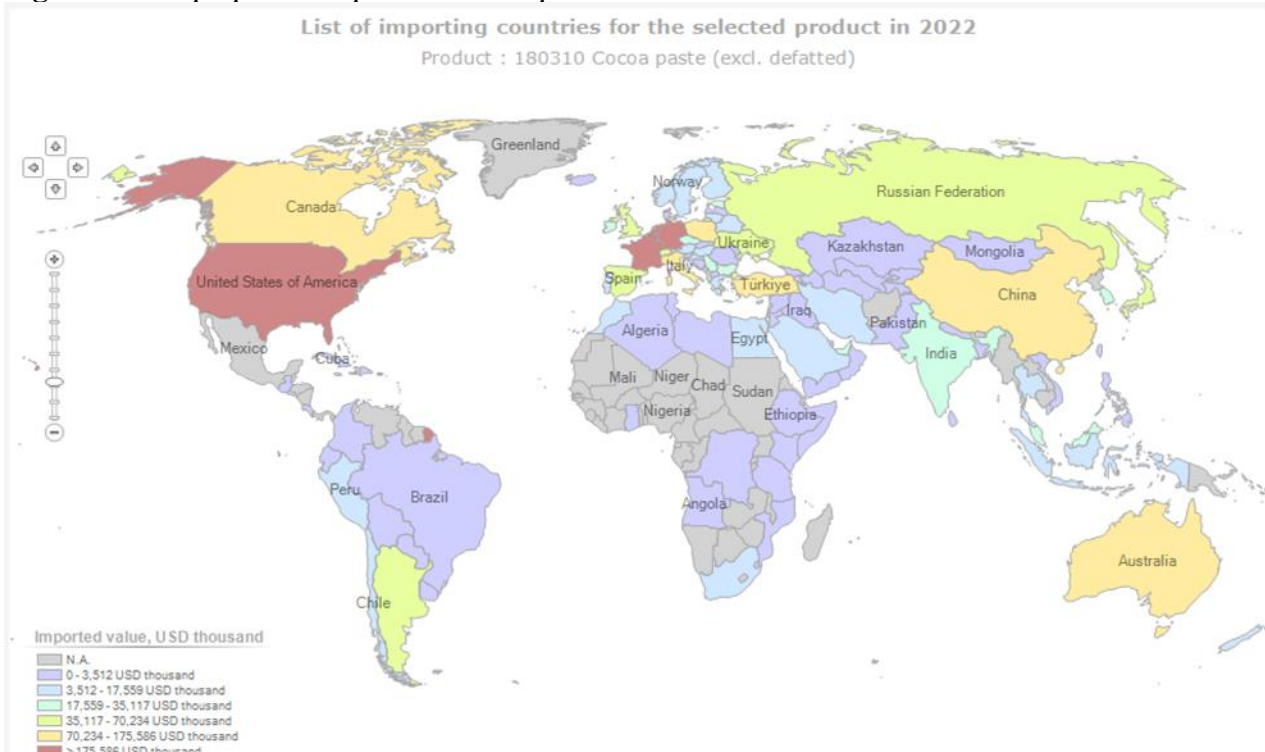 List of importing countries for the selected product in 2022
Product : 180310 Cocoa paste (excl. defatted)
Greenland
Norway
Russian Federation
Canada
Ukraine
Kazakhstan
Mongolia
United States of America
Spain
Italy
Türkiye
China
Iraq
Pakistan
Algeria
Egypt
Mexico
Cuba
India
Mali
Niger
Chad
Sudan
Nigeria
Ethiopia
Peru
Brazil
Angola
Australia
Chile
Imported value, USD thousand
N.A.
0 - 3,512 USD thousand
3,512 - 17,559 USD thousand
17,559 - 35,117 USD thousand
35,117 - 70,234 USD thousand
70,234 - 175,586 USD thousand
>175,586 USD thousand